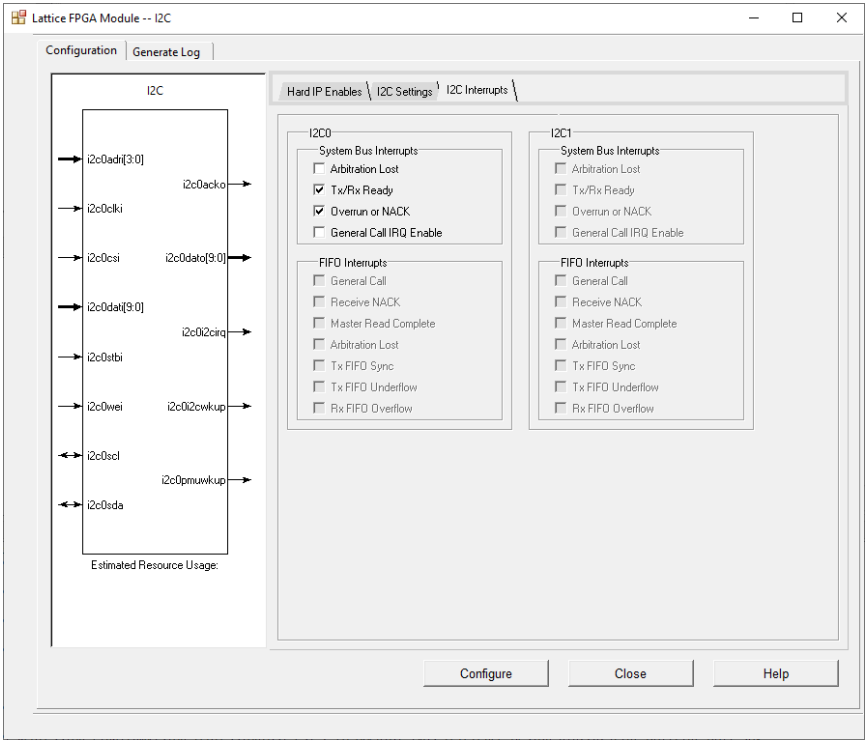 Lattice FPGA Module -- I2C
Configuration
Generate Log
I2C
i2c0adri[3:0]
i2c0acko
i2c0clki
i2c0csi
i2c0dato[9:0]
i2c0dati[9:0]
i2c0i2cirq
i2c0stbi
i2c0wei
i2c0i2cwkup
i2c0scl
i2c0pmuwkup
i2c0sda
Estimated Resource Usage:
Hard IP Enables
I2C Settings
I2C Interrupts
I2C0
System Bus Interrupts
Arbitration Lost
Tx/Rx Ready
Overrun or NACK
General Call IRQ Enable
FIFO Interrupts
General Call
Receive NACK
Master Read Complete
Arbitration Lost
Tx FIFO Sync
Tx FIFO Underflow
Rx FIFO Overflow
I2C1
System Bus Interrupts
Arbitration Lost
Tx/Rx Ready
Overrun or NACK
General Call IRQ Enable
FIFO Interrupts
General Call
Receive NACK
Master Read Complete
Arbitration Lost
Tx FIFO Sync
Tx FIFO Underflow
Rx FIFO Overflow
Configure
Close
Help